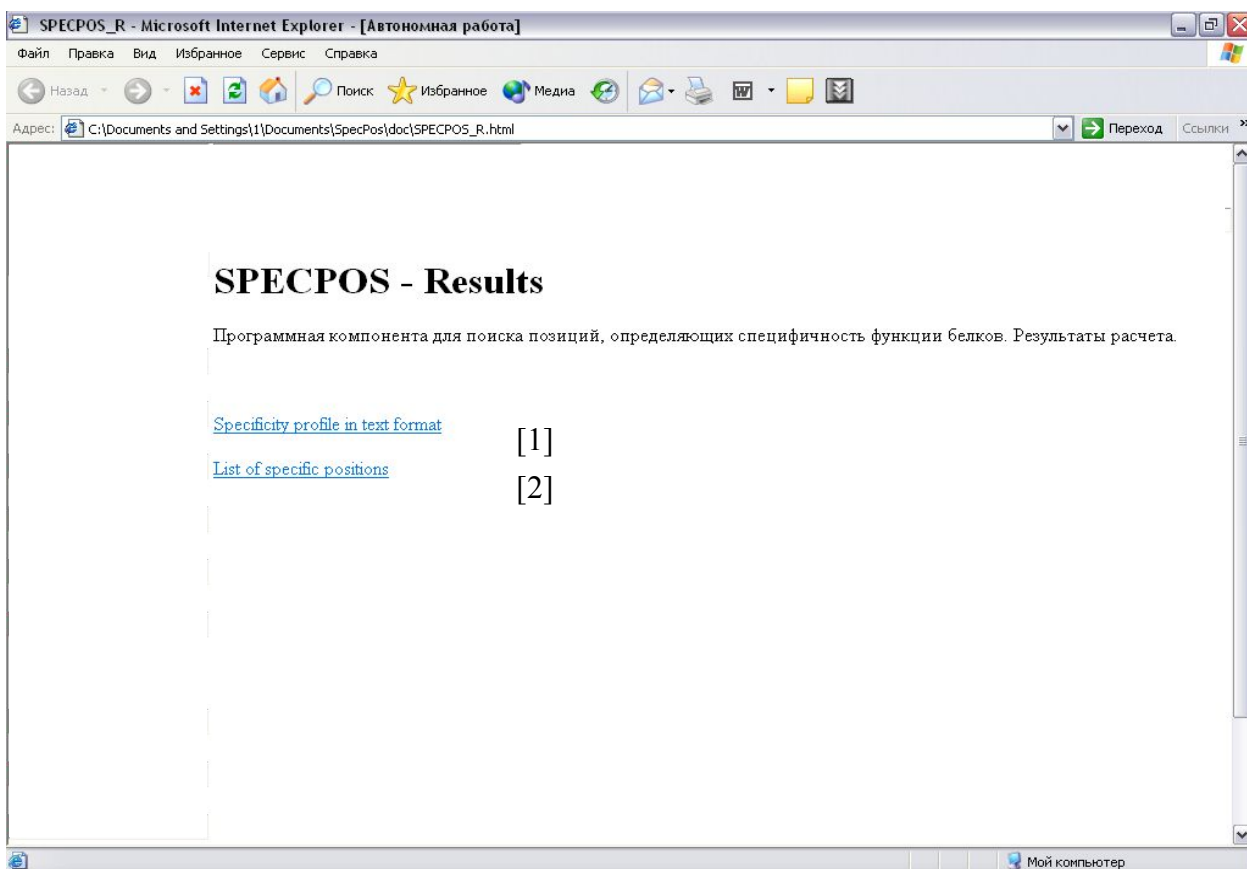 SPECPOS_R - Microsoft Internet Explorer - [Автономная работа]
Файл Правка Вид Избранное Сервис Справка
Назад Поиск Избранное Медиа
Адрес: C:\Documents and Settings\1\Documents\SpecPos\doc\SPECPOS_R.html Переход Ссылки »
SPECPOS - Results
Программная компонента для поиска позиций, определяющих специфичность функции белков. Результаты расчета.
Specificity profile in text format
[1]
List of specific positions
[2]
Мой компьютер